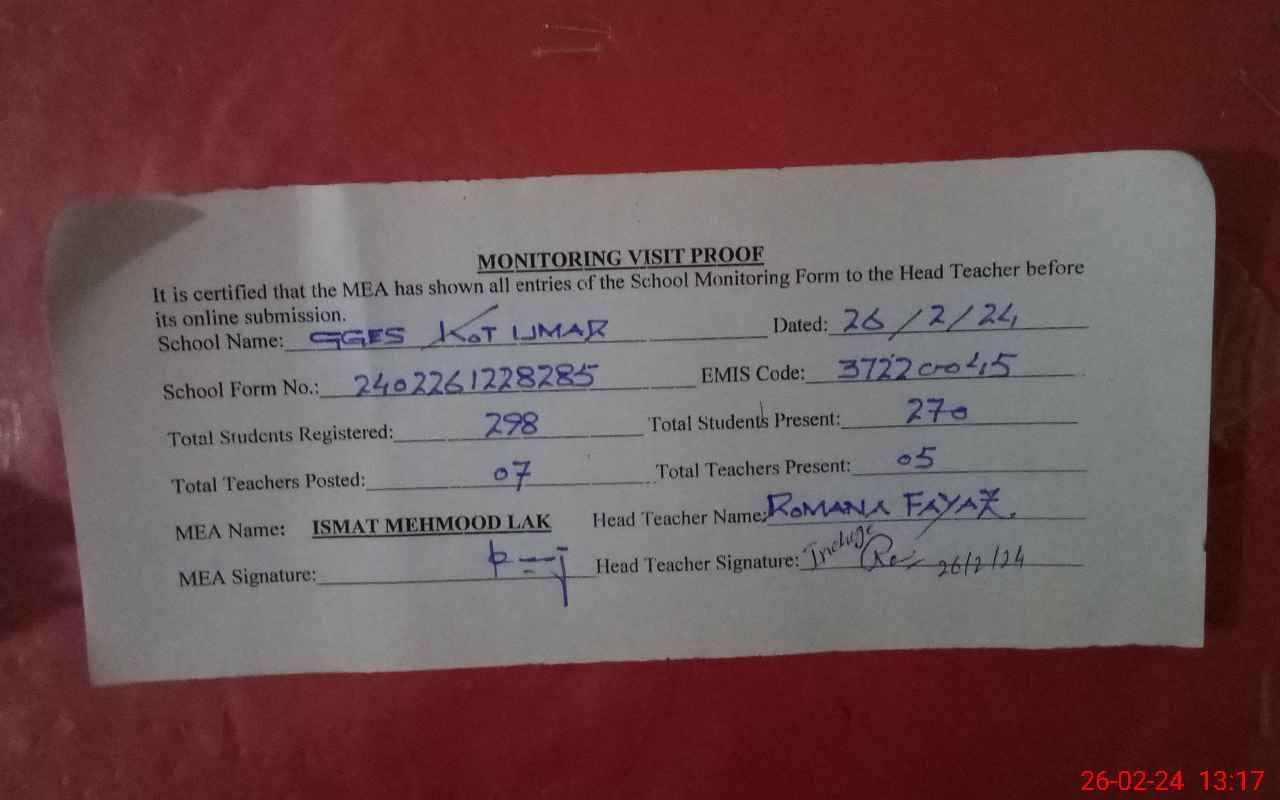 MONITORING VISIT PROOF
It is certified that the MEA has shown all entries of the School Monitoring Form to the Head Teacher before
its online submission.
School Name: GGES KOT UMAR Dated: 26/2/24
School Form No.: 2402261228285 EMIS Code: 37220045
Total Students Registered: 298 Total Students Present: 270
Total Teachers Posted: 07 Total Teachers Present: 05
MEA Name: ISMAT MEHMOOD LAK Head Teacher Name: ROMANA FAYAZ.
MEA Signature: Head Teacher Signature: 26/2/24
26-02-24 13:17